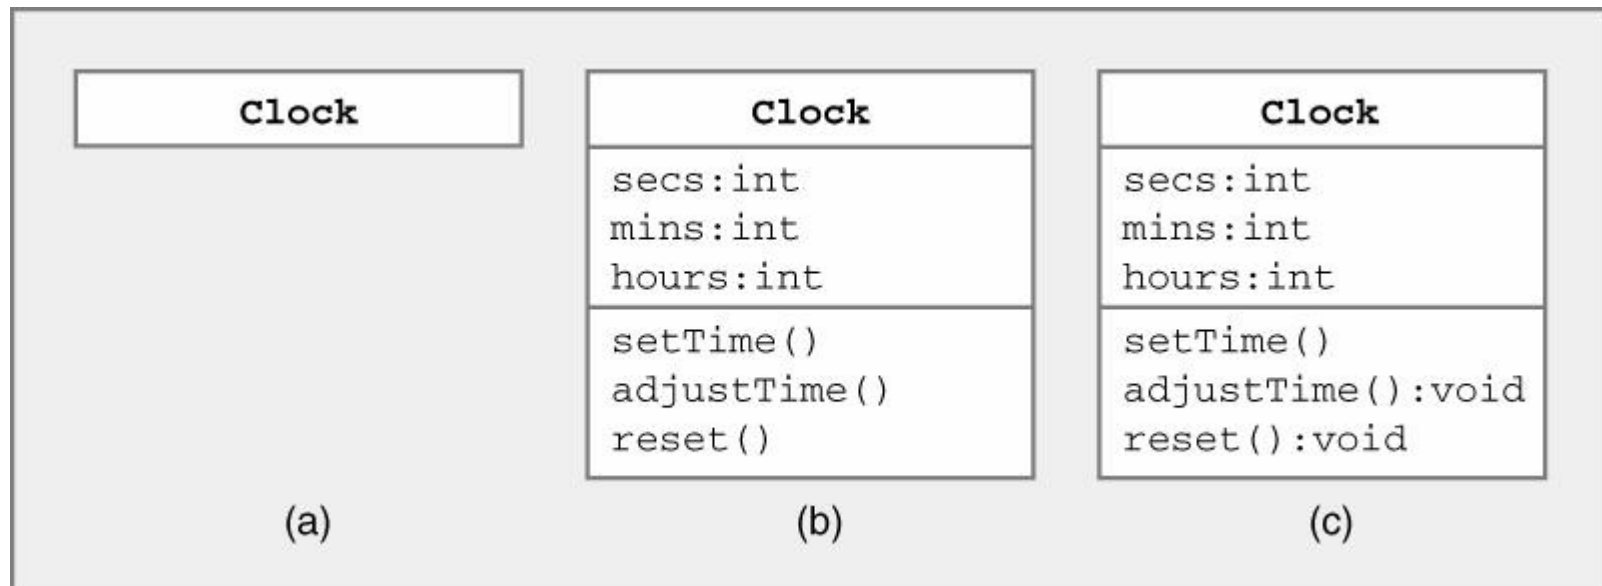 Clock
Clock
secs:int
mins:int
hours:int
setTime()
adjustTime()
reset()
Clock
secs:int
mins:int
hours:int
setTime()
adjustTime():void
reset():void
(a)
(b)
(c)